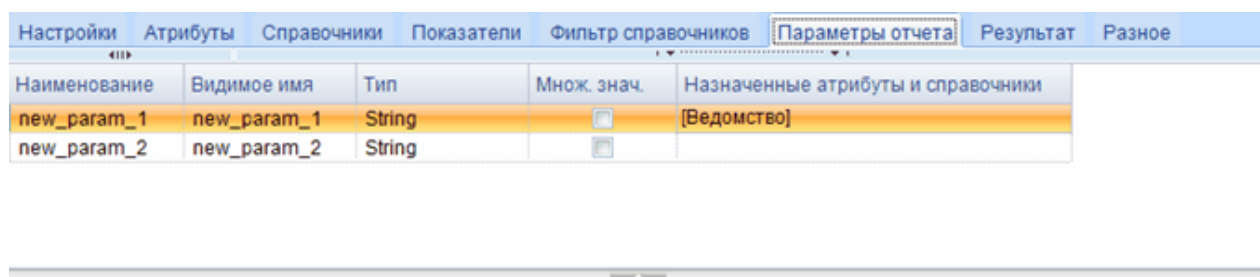 Настройки Атрибуты Справочники Показатели Фильтр справочников Параметры отчета Результат Разное
Наименование Видимое имя Тип Множ. знач. Назначенные атрибуты и справочники
new_param_1 new_param_1 String [Ведомство]
new_param_2 new_param_2 String